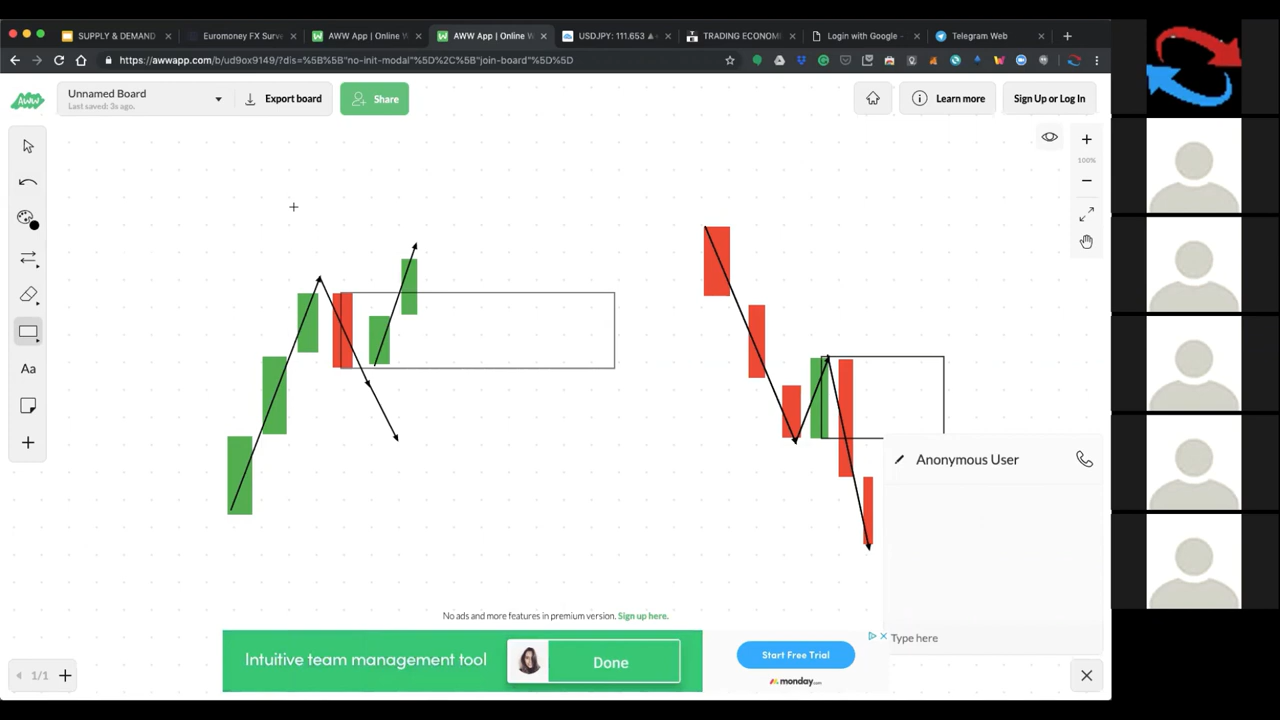 SUPPLY & DEMAND
Euromoney FX Surv
AWW App | Online W
AWW App | Online W
USDJPY: 111.653
TRADING ECONOM
Login with Google -
Telegram Web
https://awwapp.com/b/ud9ox9149/?dis=%5B%5B"no-init-modal"%5D%2C%5B"join-board"%5D%5D
AWW
Unnamed Board
Last saved: 3s ago.
Export board
Share
Learn more
Sign Up or Log In
100%
Aa
Anonymous User
No ads and more features in premium version. Sign up here.
Type here
Intuitive team management tool
Done
Start Free Trial
monday.com
1/1